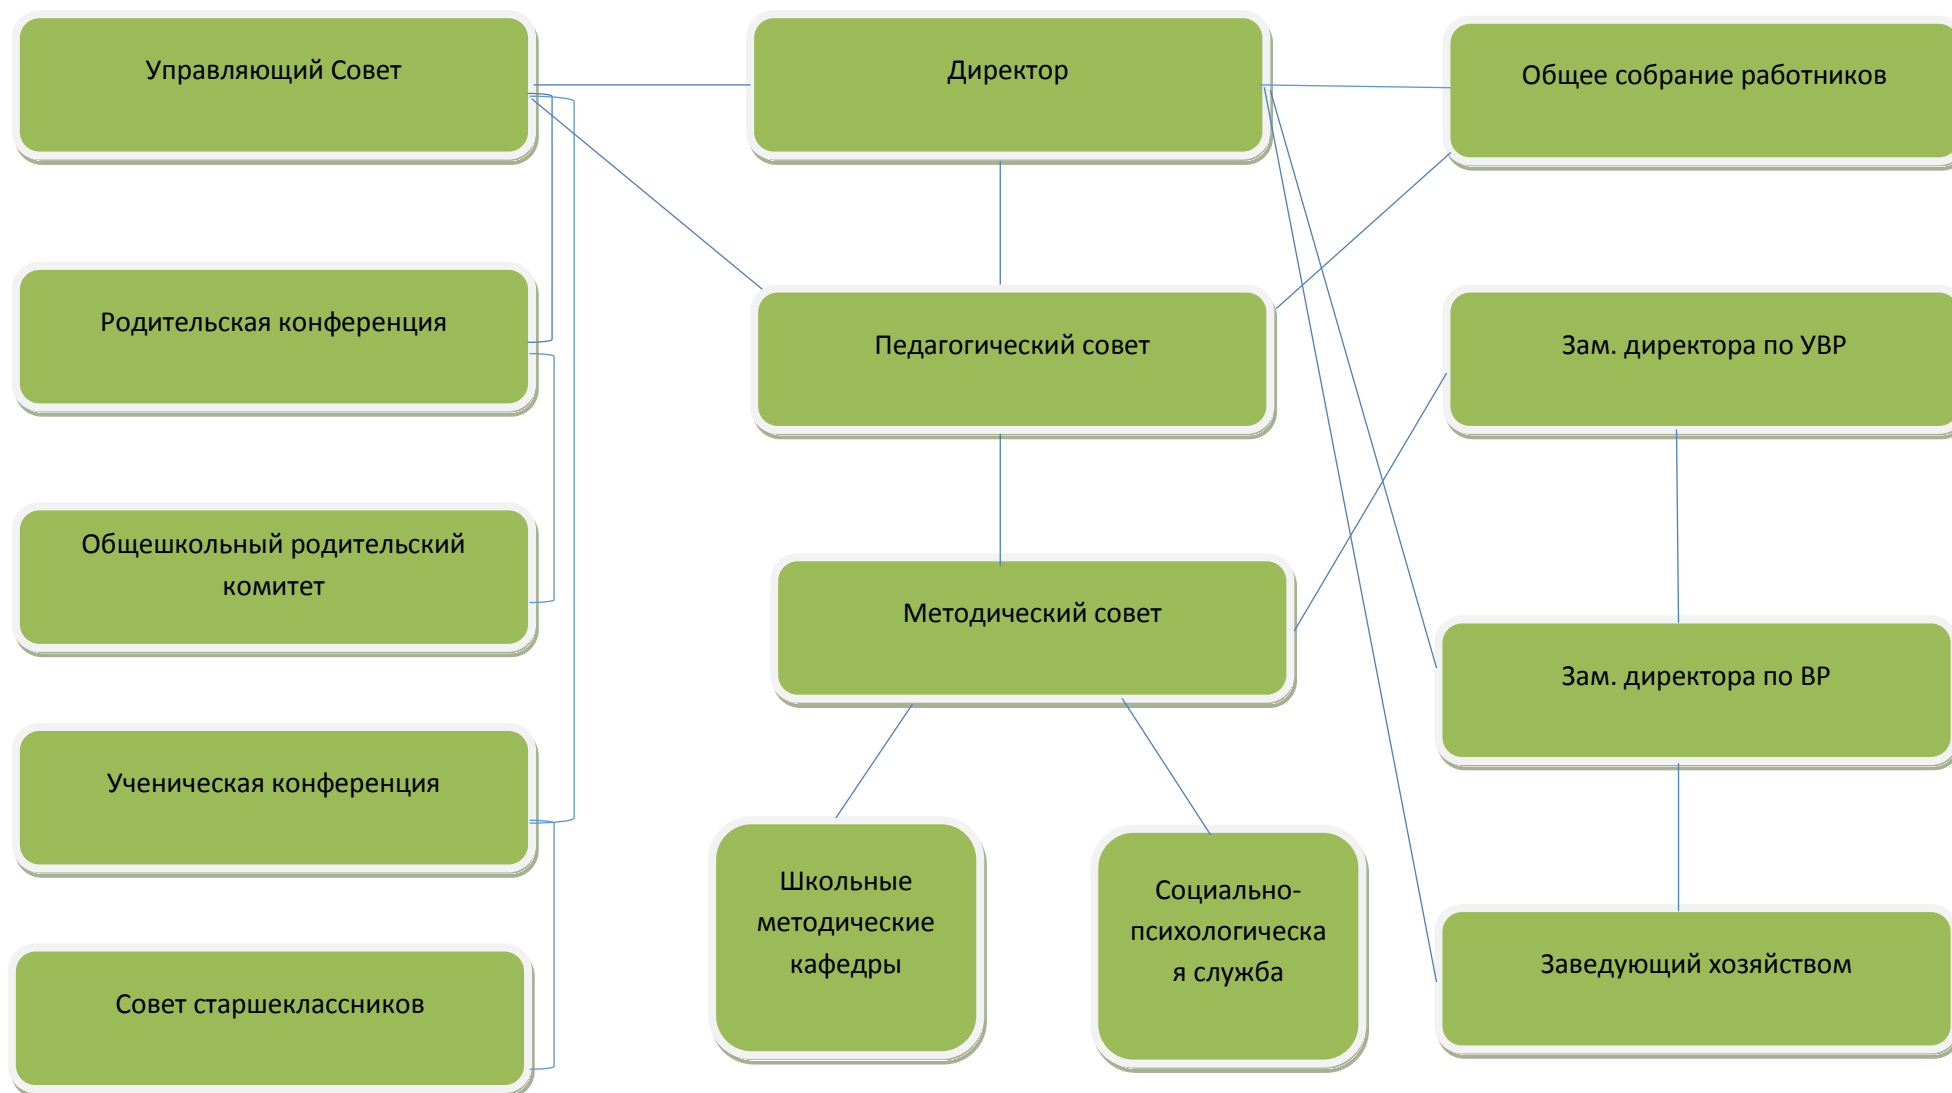 Управляющий Совет
Директор
Общее собрание работников
Родительская конференция
Педагогический совет
Зам. директора по УВР
Общешкольный родительский
комитет
Методический совет
Зам. директора по ВР
Ученическая конференция
Школьные
методические
кафедры
Социально-
психологическа
я служба
Заведующий хозяйством
Совет старшеклассников